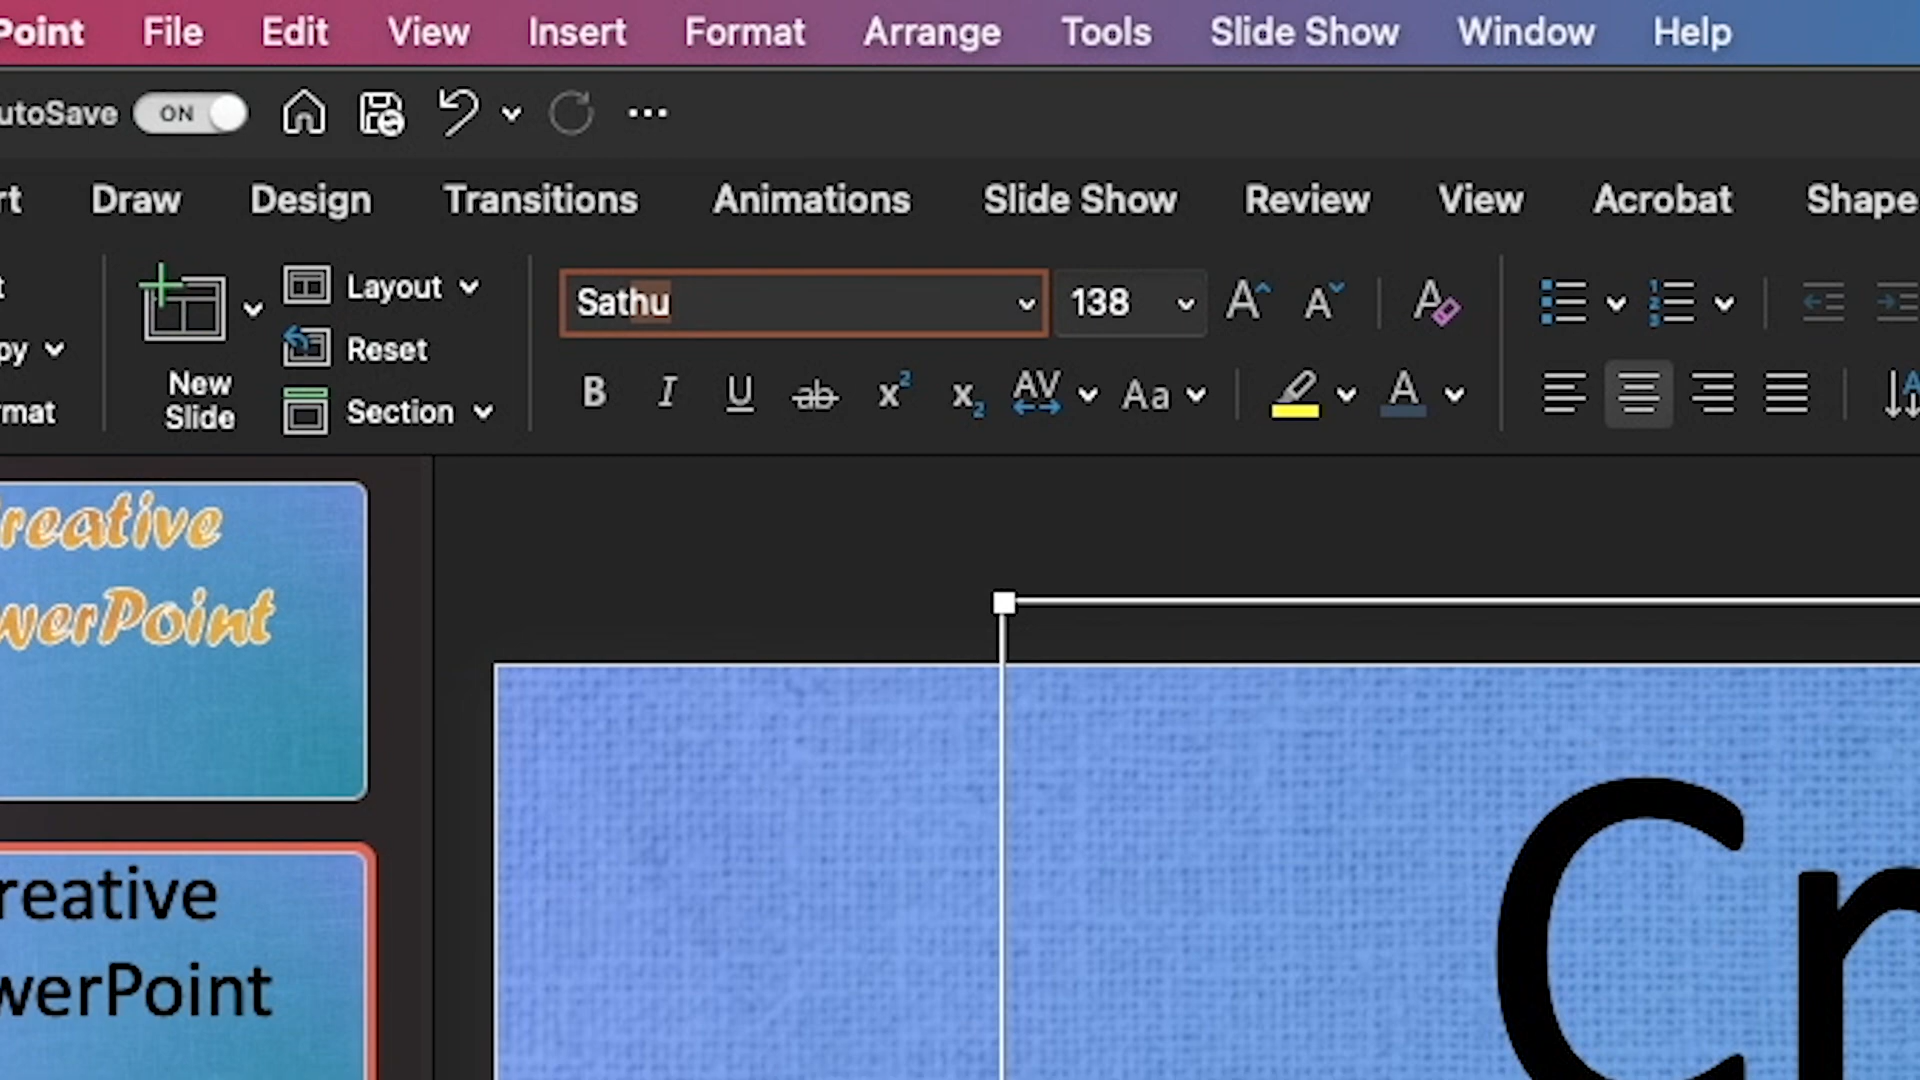 Point File Edit View Insert Format Arrange Tools Slide Show Window Help
utoSave ON
rt Draw Design Transitions Animations Slide Show Review View Acrobat Shape
t
py
rmat
New
Slide
Layout
Reset
Section
Sathu 138
B I U ab x² x₂ AV Aa A
reative
werPoint
reative
werPoint
Cr